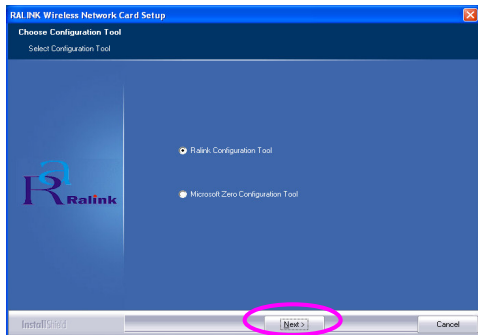 RALINK Wireless Network Card Setup
Choose Configuration Tool
Select Configuration Tool
Ralink Configuration Tool
Microsoft Zero Configuration Tool
Ra
Ralink
InstallShield
Next >
Cancel